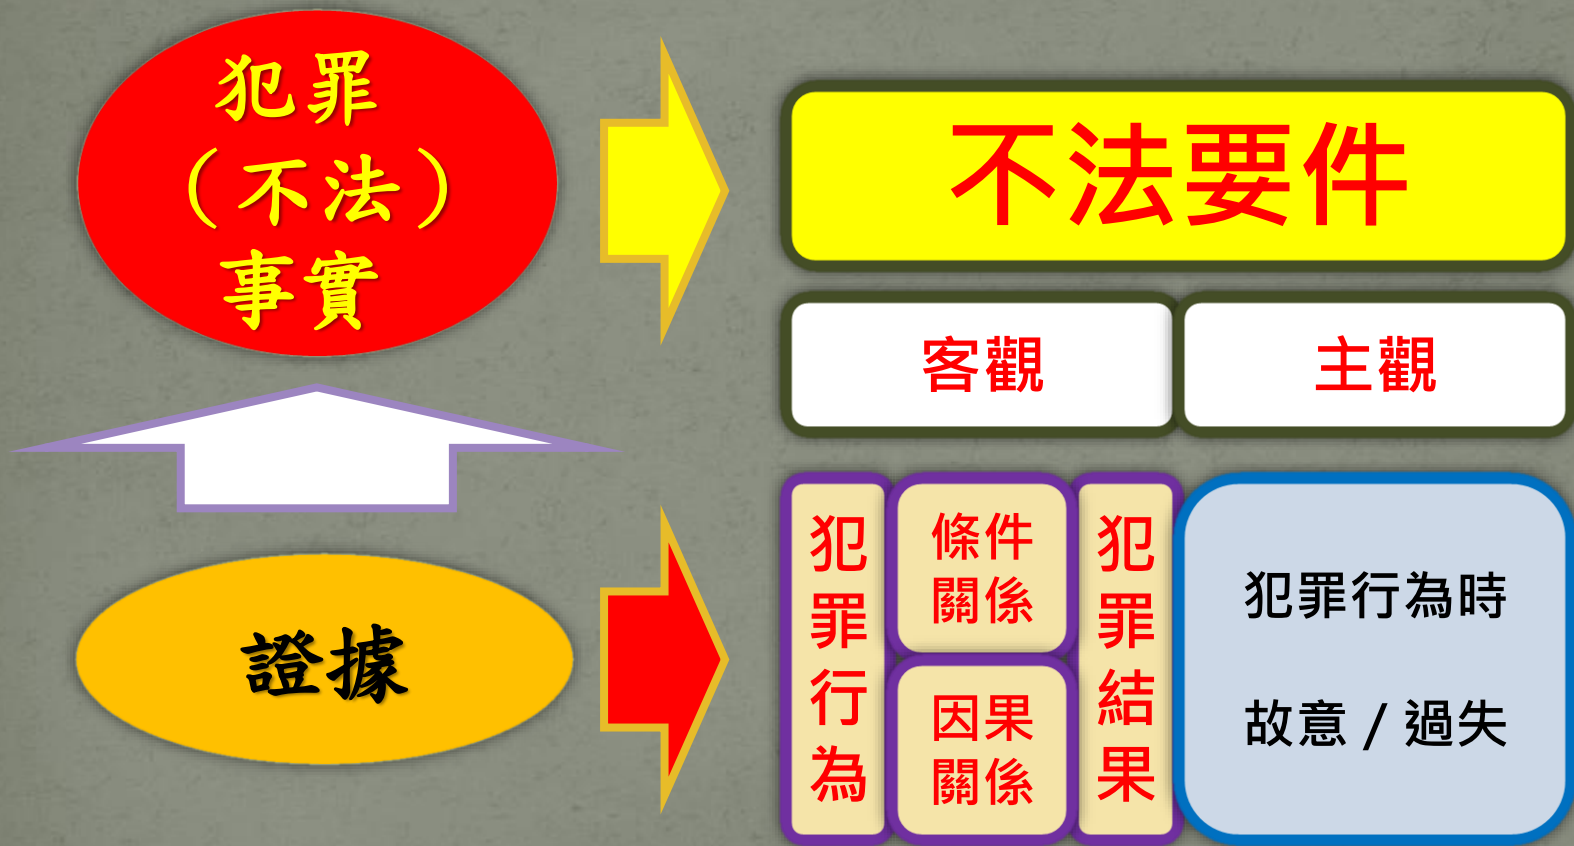 犯罪
（不法）
事實
不法要件
客觀
主觀
證據
犯罪行為
條件
關係
因果
關係
犯罪結果
犯罪行為時
故意 / 過失